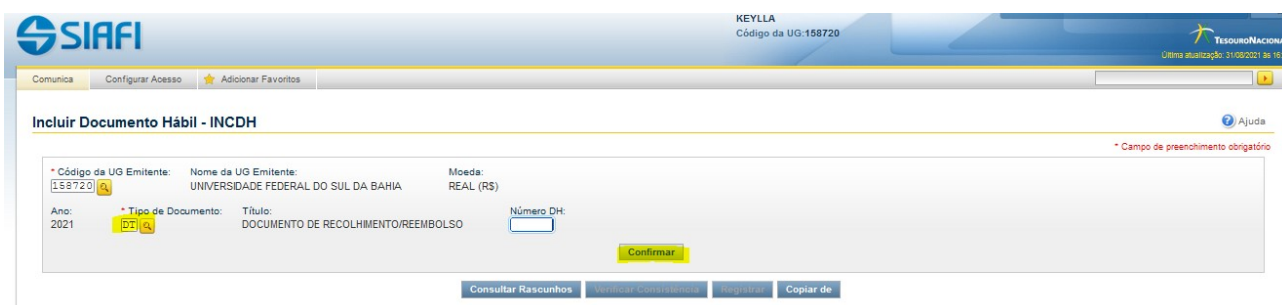 SIAFI
KEYLLA
Código da UG:158720
TESOURONACIONA
Última atualização: 31/08/2021 às 16:
Comunica Configurar Acesso Adicionar Favoritos
Incluir Documento Hábil - INCDH
Ajuda
* Campo de preenchimento obrigatório
* Código da UG Emitente: Nome da UG Emitente: Moeda:
158720 UNIVERSIDADE FEDERAL DO SUL DA BAHIA REAL (R$)
Ano: * Tipo de Documento: Título: Número DH:
2021 DT DOCUMENTO DE RECOLHIMENTO/REEMBOLSO
Confirmar
Consultar Rascunhos Verificar Consistência Registrar Copiar de